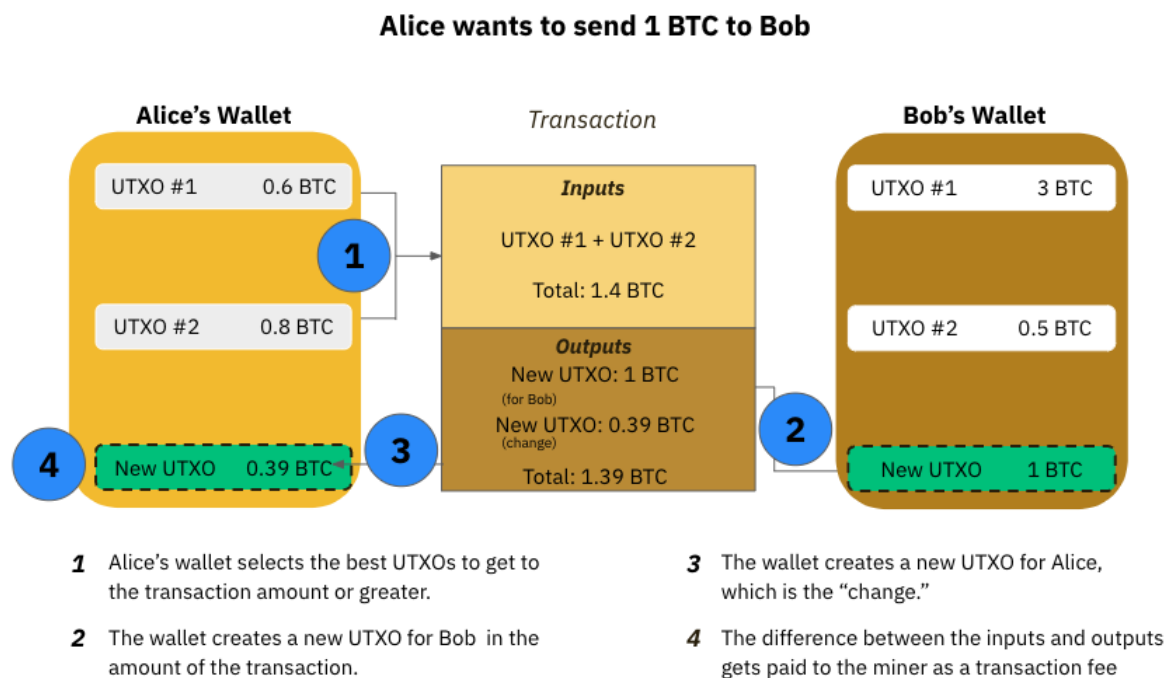 Alice wants to send 1 BTC to Bob
Alice’s Wallet
UTXO #1 0.6 BTC
1
UTXO #2 0.8 BTC
4
New UTXO 0.39 BTC
3
Transaction
Inputs
UTXO #1 + UTXO #2
Total: 1.4 BTC
Outputs
New UTXO: 1 BTC
(for Bob)
New UTXO: 0.39 BTC
(change)
Total: 1.39 BTC
2
Bob’s Wallet
UTXO #1 3 BTC
UTXO #2 0.5 BTC
New UTXO 1 BTC
1 Alice’s wallet selects the best UTXOs to get to
the transaction amount or greater.
2 The wallet creates a new UTXO for Bob in the
amount of the transaction.
3 The wallet creates a new UTXO for Alice,
which is the “change.”
4 The difference between the inputs and outputs
gets paid to the miner as a transaction fee